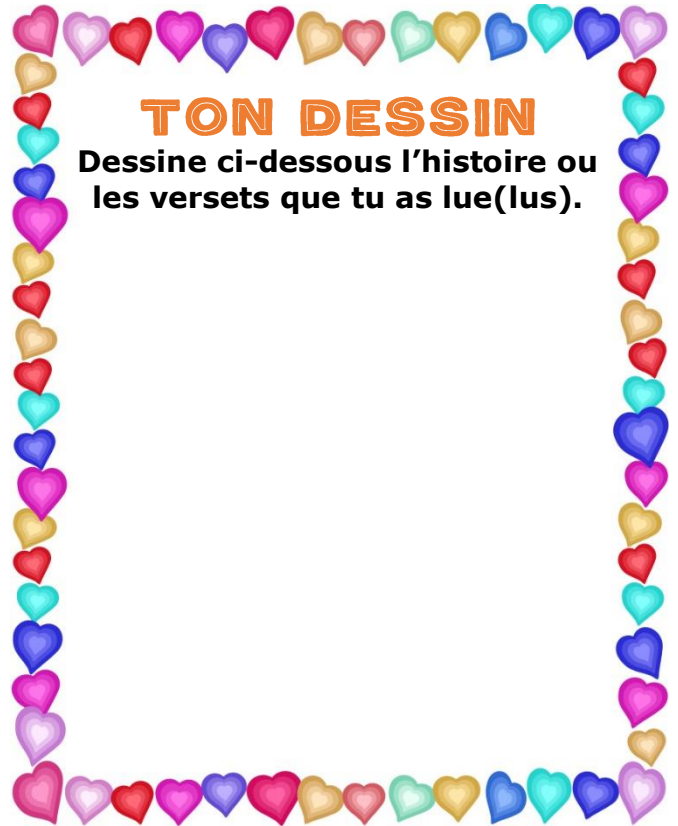 TON DESSIN
Dessine ci-dessous l’histoire ou
les versets que tu as lue(lus).